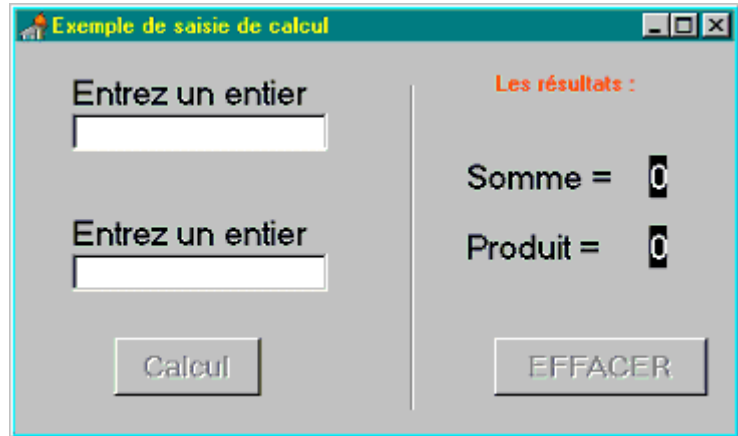 Exemple de saisie de calcul
Entrez un entier
Entrez un entier
Calcul
Les résultats :
Somme = 0
Produit = 0
EFFACER